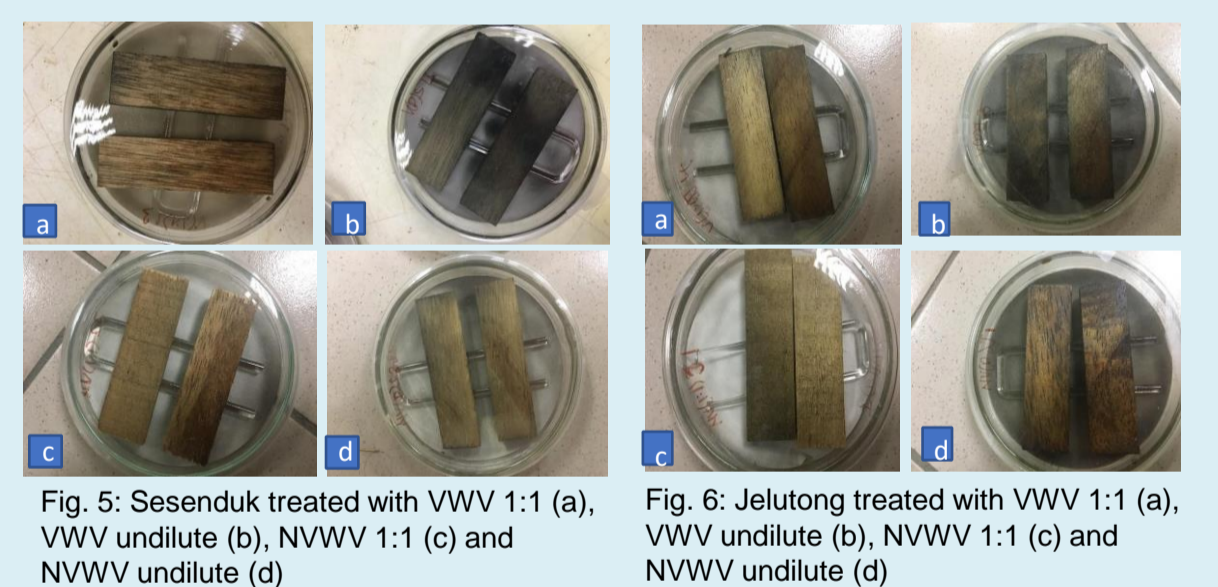 a
b
a
b
c
d
c
d
Fig. 5: Sesenduk treated with VWV 1:1 (a),
VWV undilute (b), NVWV 1:1 (c) and
NVWV undilute (d)
Fig. 6: Jelutong treated with VWV 1:1 (a),
VWV undilute (b), NVWV 1:1 (c) and
NVWV undilute (d)